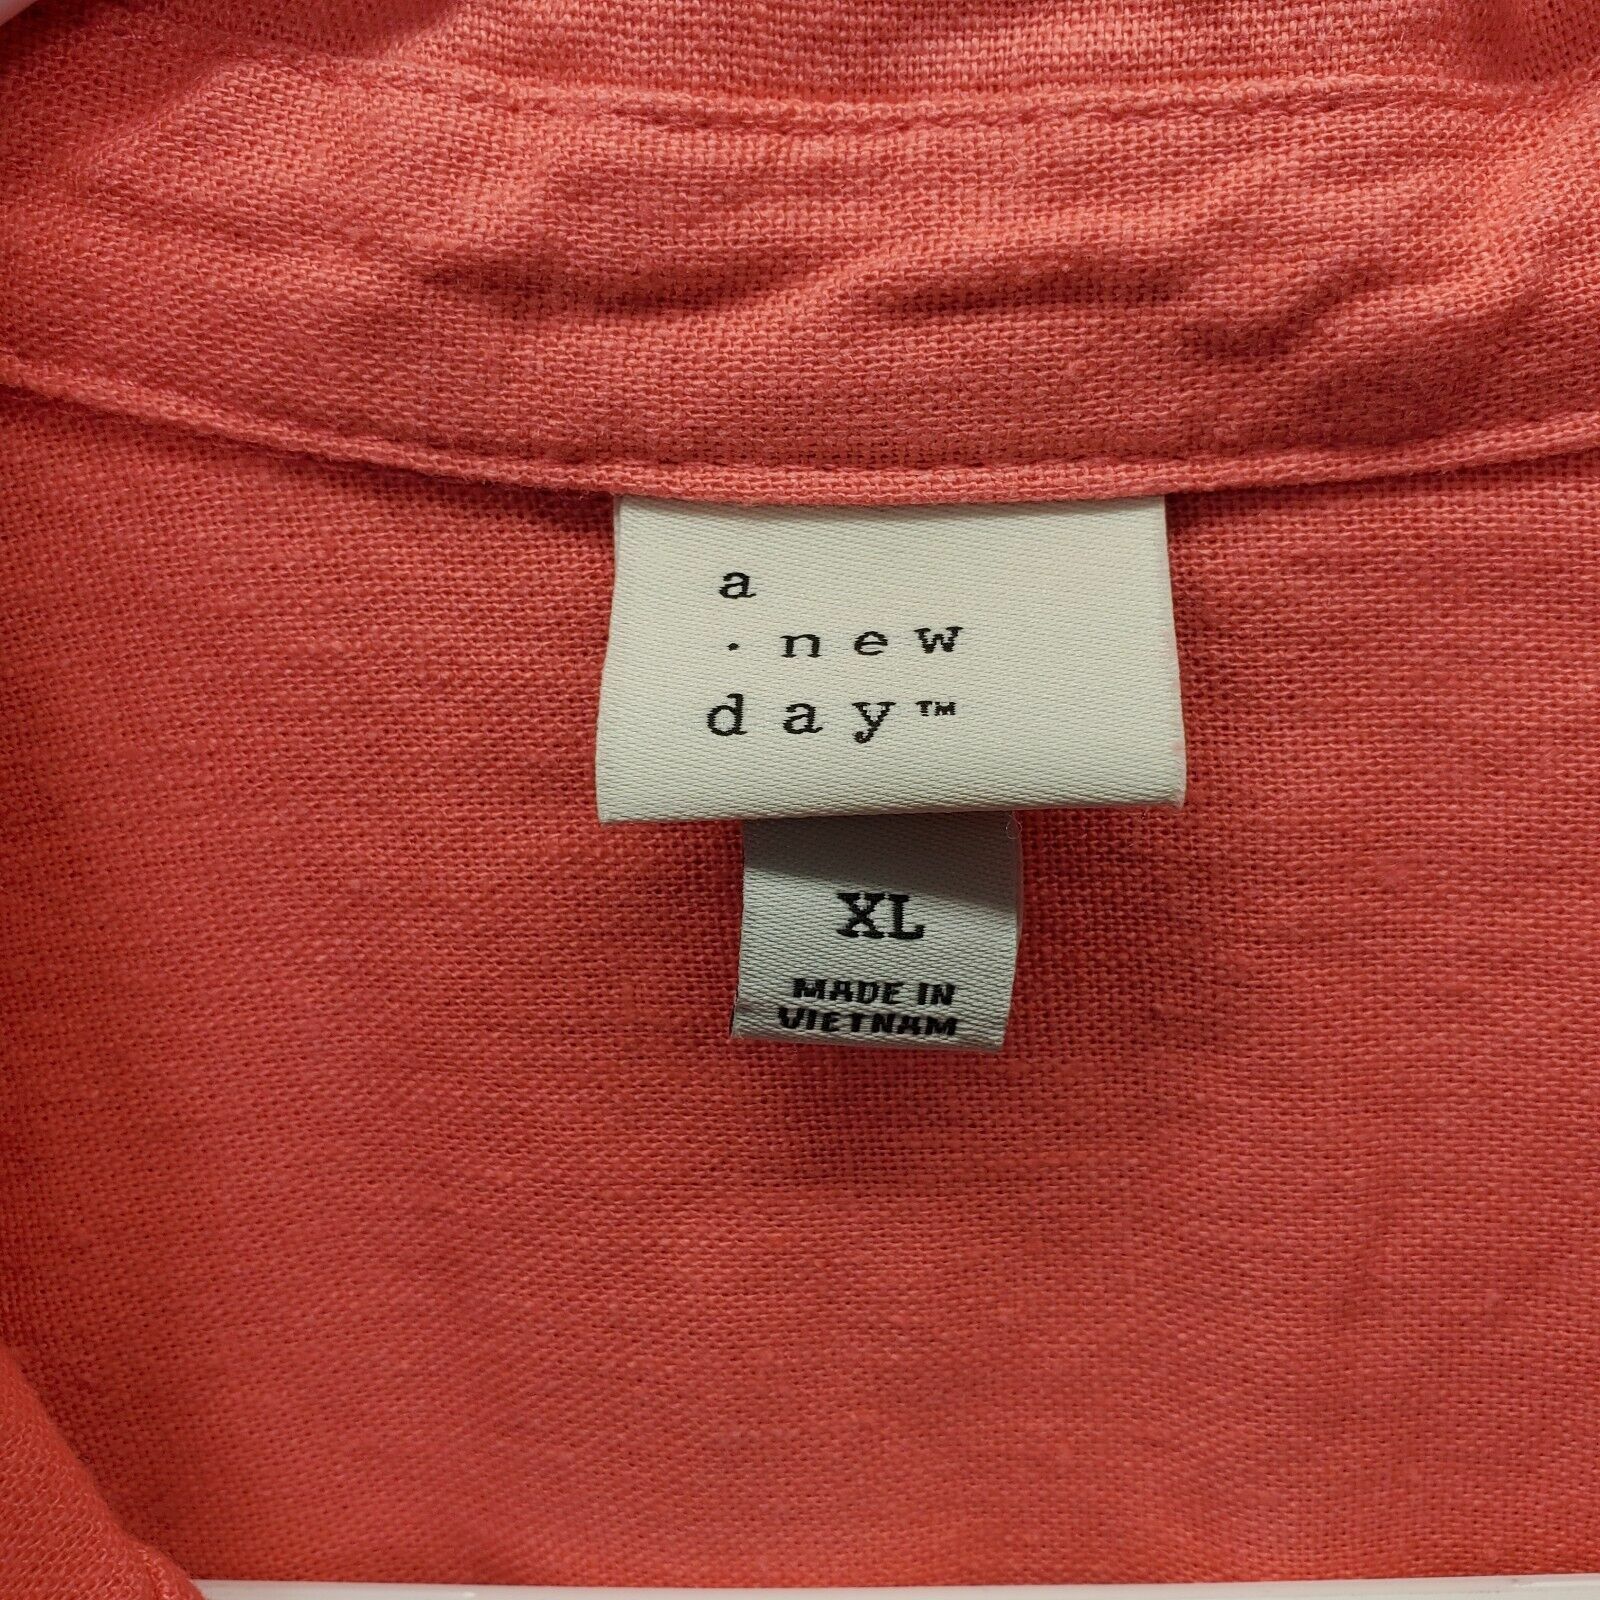 a
· new
day™
XL
MADE IN
VIETNAM